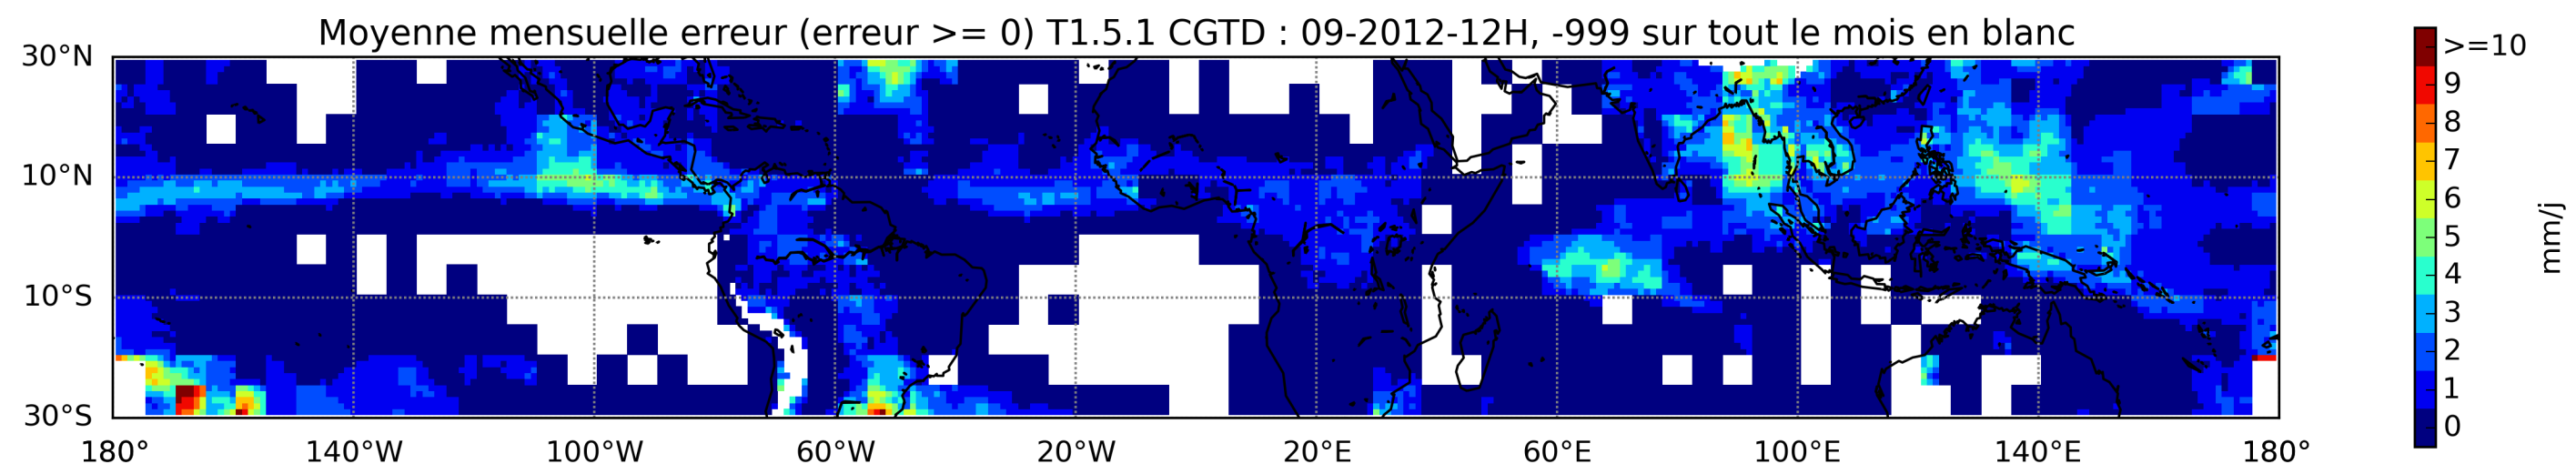 Moyenne mensuelle erreur (erreur >= 0) T1.5.1 CGTD : 09-2012-12H, -999 sur tout le mois en blanc
30°N
10°N
10°S
30°S
180° 140°W 100°W 60°W 20°W 20°E 60°E 100°E 140°E 180°
>=10
9
8
7
6
5
4
3
2
1
0
mm/j